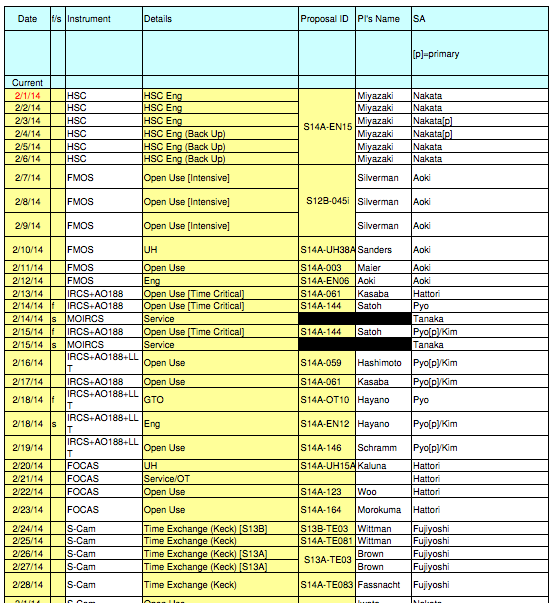 Date f/s Instrument Details Proposal ID PI's Name SA
[p]=primary
Current
2/1/14 HSC HSC Eng S14A-EN15 Miyazaki Nakata
2/2/14 HSC HSC Eng Miyazaki Nakata
2/3/14 HSC HSC Eng Miyazaki Nakata[p]
2/4/14 HSC HSC Eng (Back Up) Miyazaki Nakata[p]
2/5/14 HSC HSC Eng (Back Up) Miyazaki Nakata
2/6/14 HSC HSC Eng (Back Up) Miyazaki Nakata
2/7/14 FMOS Open Use [Intensive] S12B-045i Silverman Aoki
2/8/14 FMOS Open Use [Intensive] Silverman Aoki
2/9/14 FMOS Open Use [Intensive] Silverman Aoki
2/10/14 FMOS UH S14A-UH38A Sanders Aoki
2/11/14 FMOS Open Use S14A-003 Maier Aoki
2/12/14 FMOS Eng S14A-EN06 Aoki Aoki
2/13/14 IRCS+AO188 Open Use [Time Critical] S14A-061 Kasaba Hattori
2/14/14 f IRCS+AO188 Open Use [Time Critical] S14A-144 Satoh Pyo
2/14/14 s MOIRCS Service Tanaka
2/15/14 f IRCS+AO188 Open Use [Time Critical] S14A-144 Satoh Pyo[p]/Kim
2/15/14 s MOIRCS Service Tanaka
2/16/14 IRCS+AO188+LL
T Open Use S14A-059 Hashimoto Pyo[p]/Kim
2/17/14 IRCS+AO188 Open Use S14A-061 Kasaba Pyo[p]/Kim
2/18/14 f IRCS+AO188+LL
T GTO S14A-OT10 Hayano Pyo
2/18/14 s IRCS+AO188+LL
T Eng S14A-EN12 Hayano Pyo[p]/Kim
2/19/14 IRCS+AO188+LL
T Open Use S14A-146 Schramm Pyo[p]/Kim
2/20/14 FOCAS UH S14A-UH15A Kaluna Hattori
2/21/14 FOCAS Service/OT Hattori
2/22/14 FOCAS Open Use S14A-123 Woo Hattori
2/23/14 FOCAS Open Use S14A-164 Morokuma Hattori
2/24/14 S-Cam Time Exchange (Keck) [S13B] S13B-TE03 Wittman Fujiyoshi
2/25/14 S-Cam Time Exchange (Keck) S14A-TE081 Wittman Fujiyoshi
2/26/14 S-Cam Time Exchange (Keck) [S13A] S13A-TE03 Brown Fujiyoshi
2/27/14 S-Cam Time Exchange (Keck) [S13A] Brown Fujiyoshi
2/28/14 S-Cam Time Exchange (Keck) S14A-TE083 Fassnacht Fujiyoshi